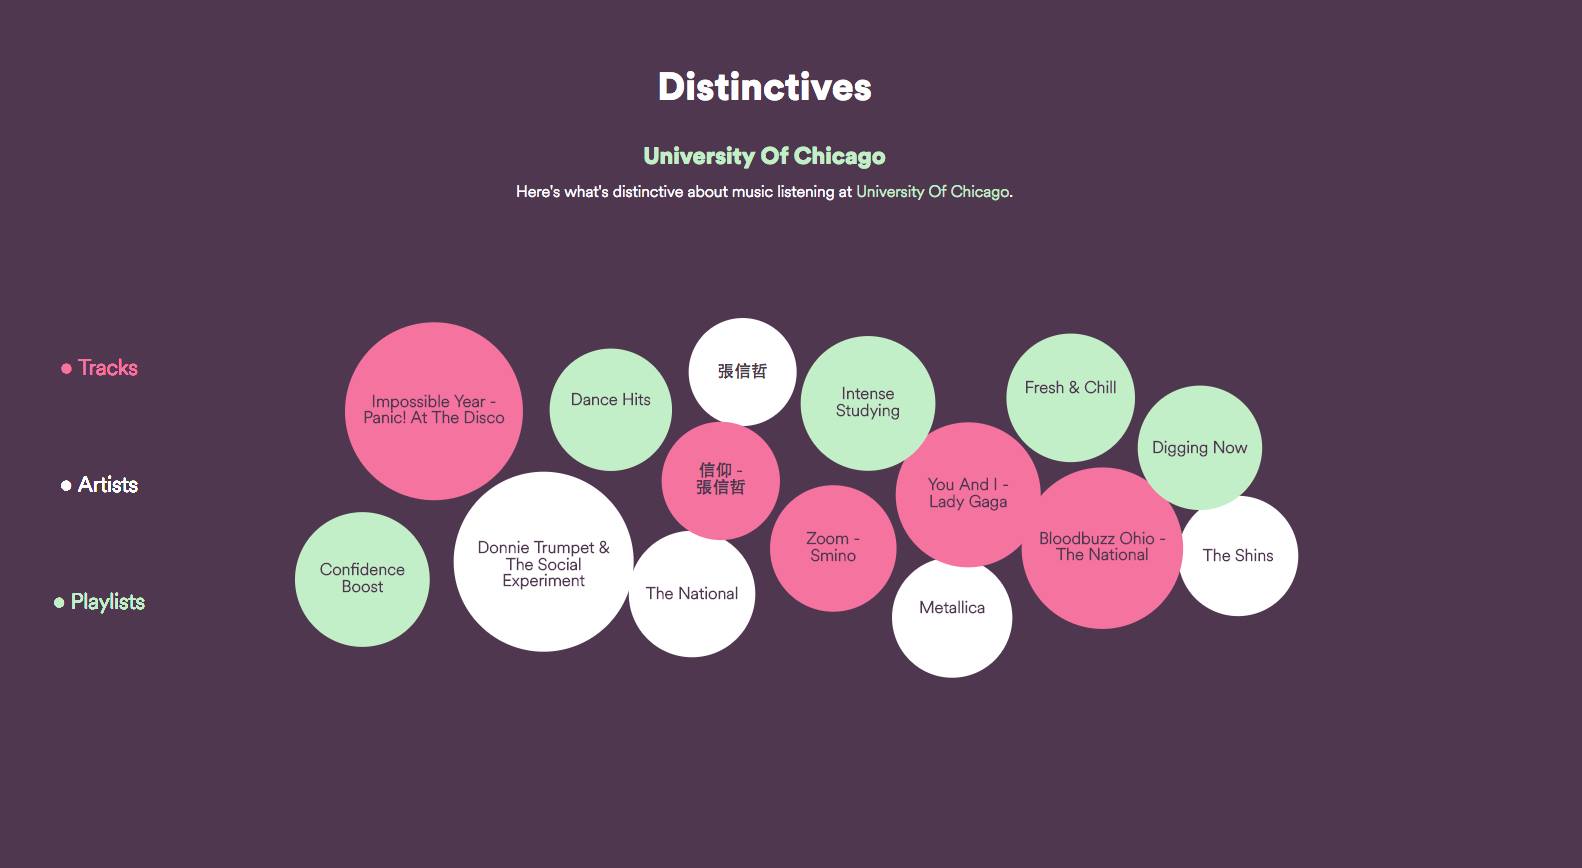 Distinctives
University Of Chicago
Here's what's distinctive about music listening at University Of Chicago.
Tracks
Artists
Playlists
Impossible Year -
Panic! At The Disco
Dance Hits
張信哲
Intense
Studying
Fresh & Chill
Digging Now
信仰 -
張信哲
You And I -
Lady Gaga
Confidence
Boost
Donnie Trumpet &
The Social
Experiment
The National
Zoom -
Smino
Metallica
Bloodbuzz Ohio -
The National
The Shins